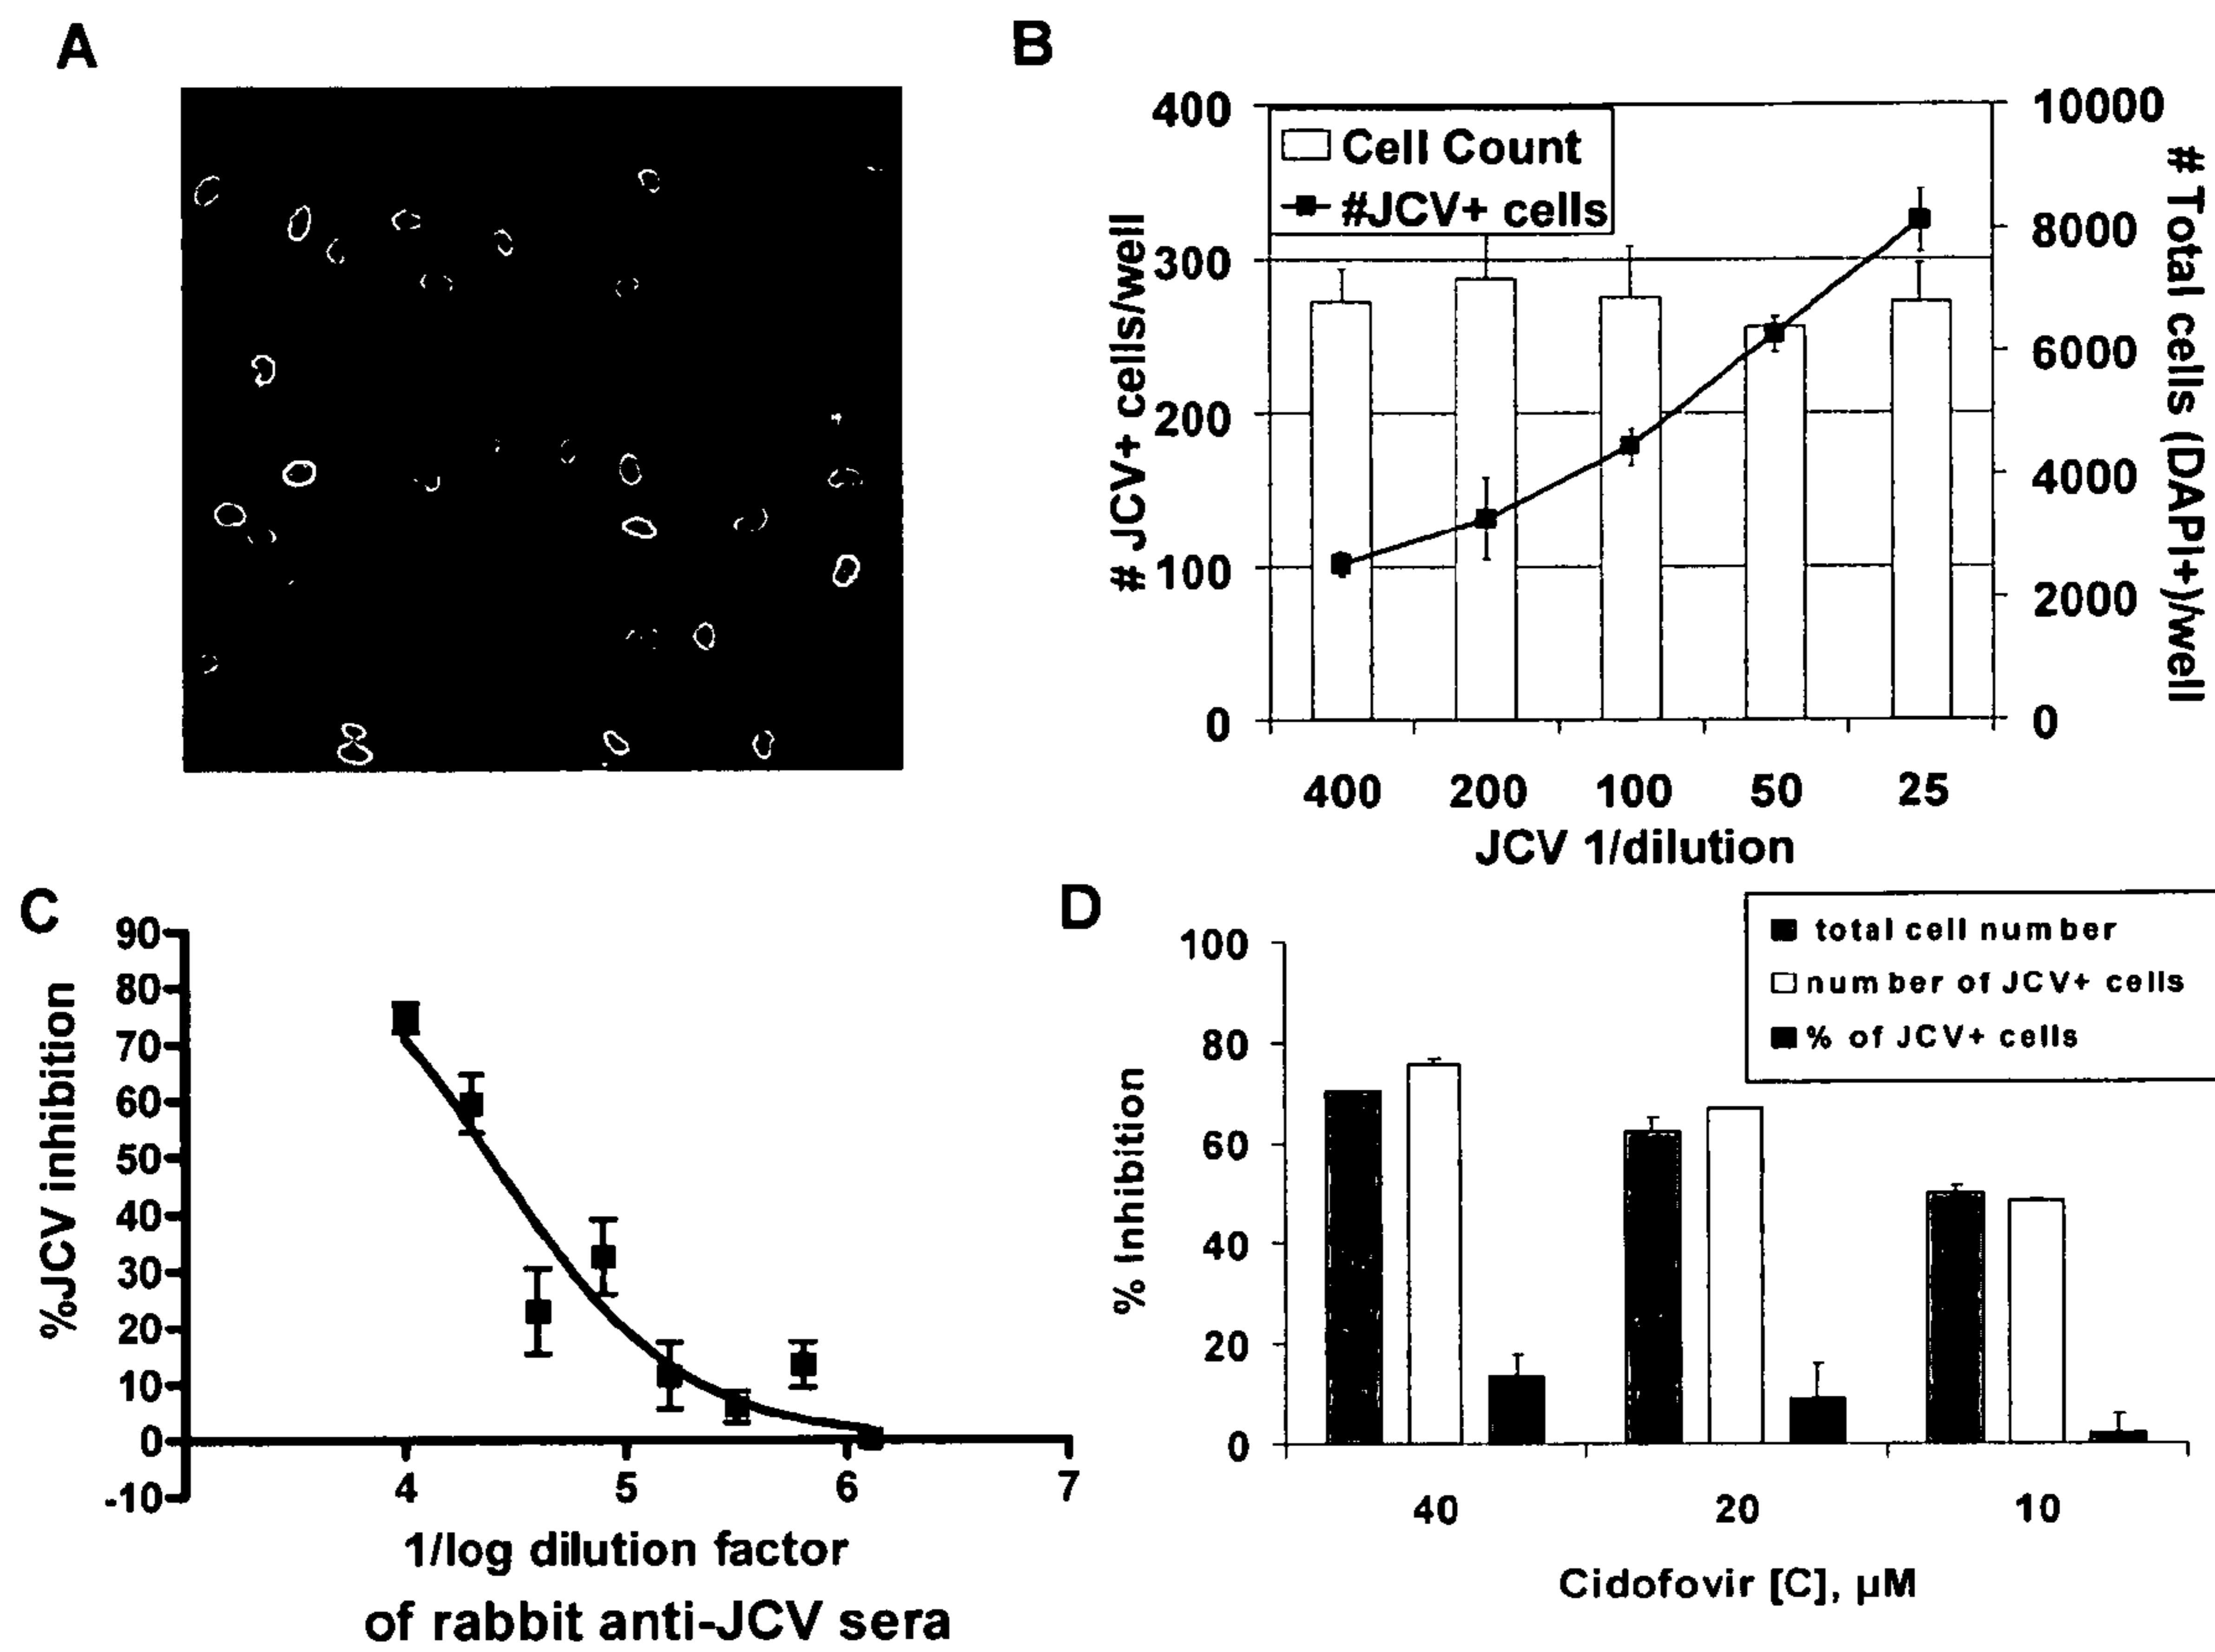 A
B
400
300
200
100
0
# JCV+ cells/well
Cell Count
#JCV+ cells
10000
8000
6000
4000
2000
0
# Total cells (DAPI+)/well
400 200 100 50 25
JCV 1/dilution
C
90
80
70
60
50
40
30
20
10
0
-10
%JCV inhibition
4 5 6 7
1/log dilution factor
of rabbit anti-JCV sera
D
100
80
60
40
20
0
% Inhibition
total cell number
number of JCV+ cells
% of JCV+ cells
40 20 10
Cidofovir [C], µM